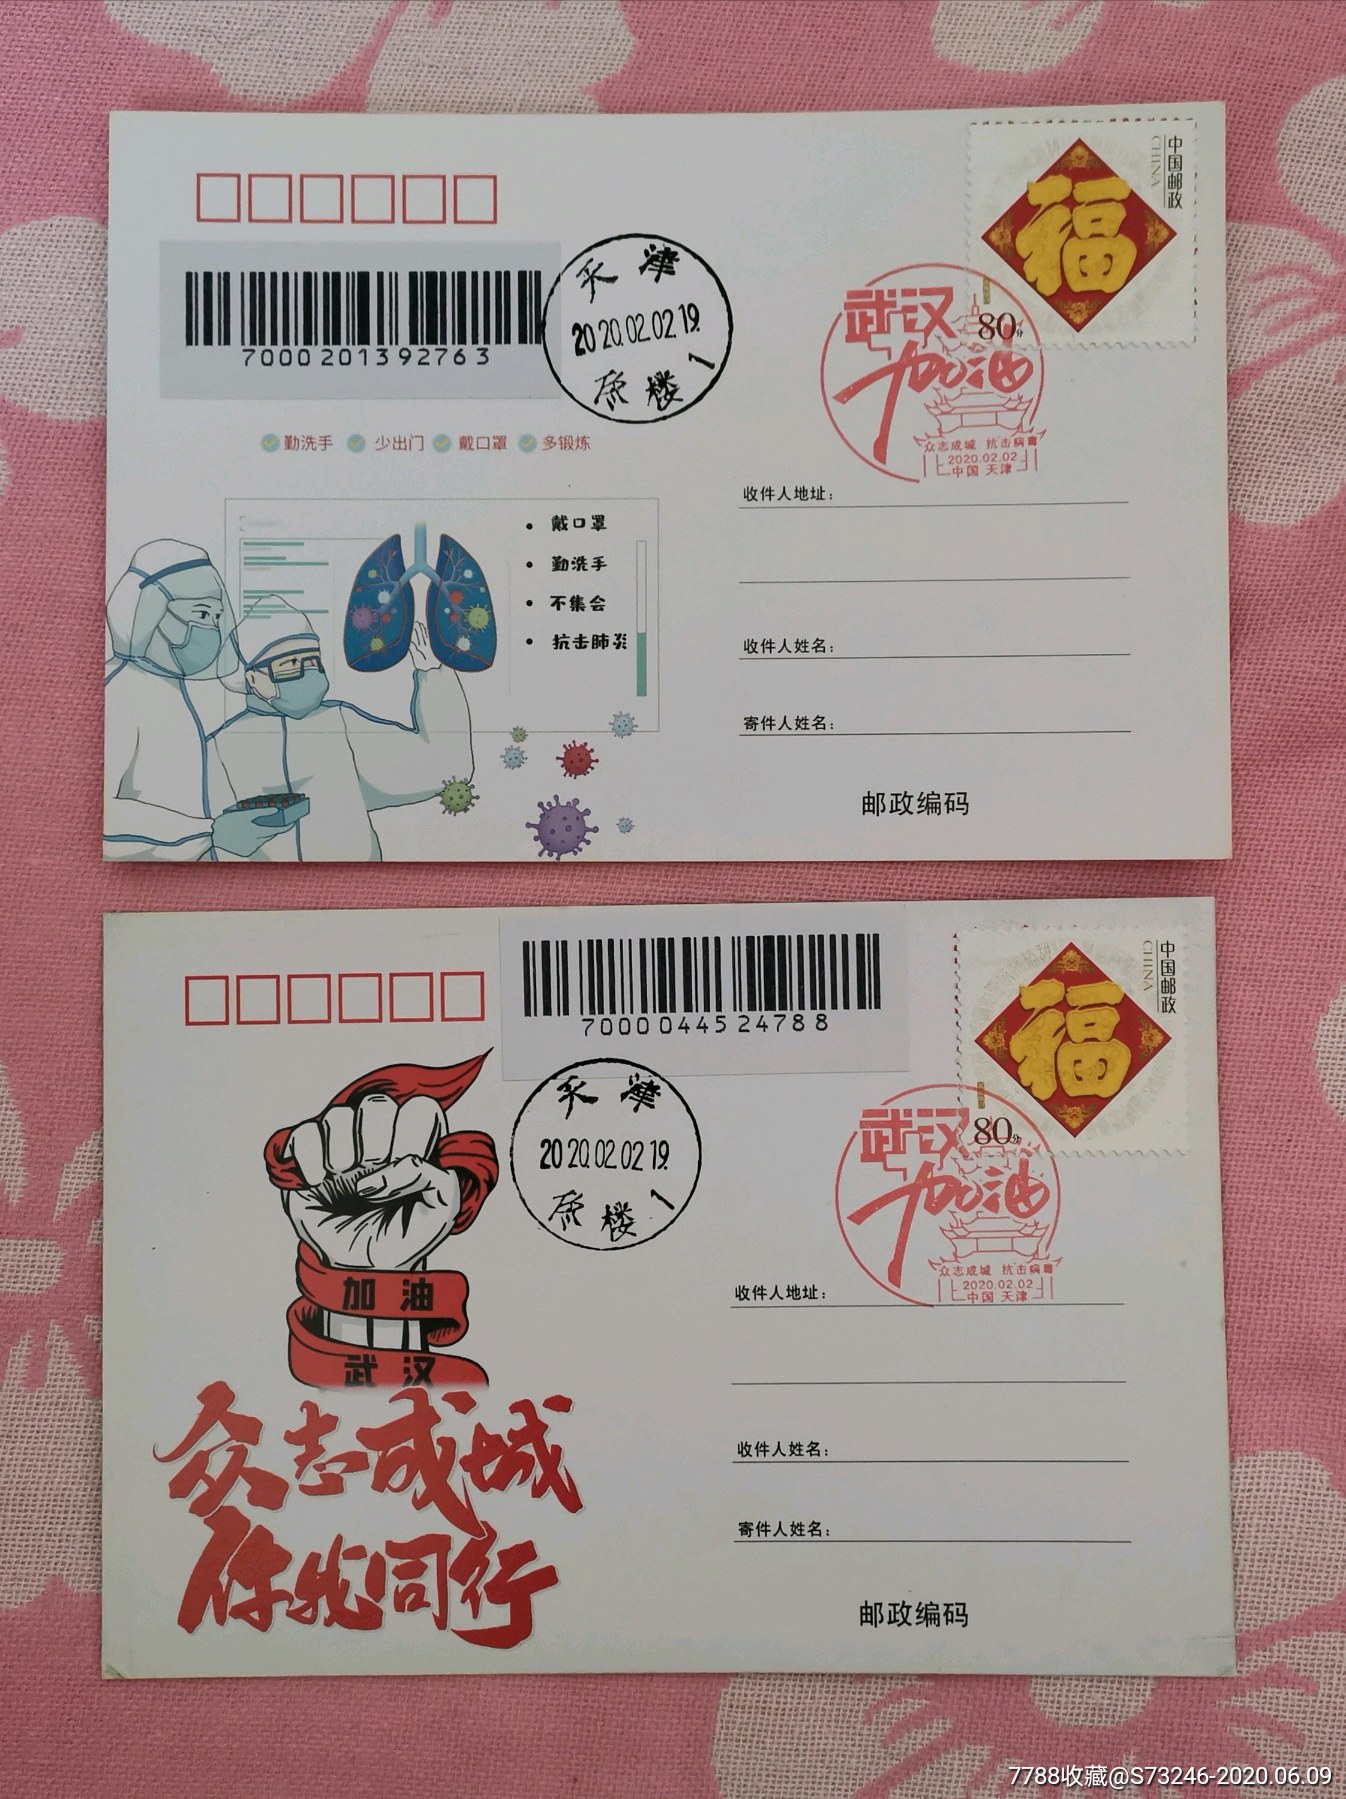 中国邮政
CHINA
福
80分
7000201392763
天津
2020.02.02 19.
楼 1
武汉
加油
众志成城 抗击病毒
2020.02.02
中国 天津
勤洗手 少出门 戴口罩 多锻炼
• 戴口罩
• 勤洗手
• 不集会
• 抗击肺炎
收件人地址：
收件人姓名：
寄件人姓名：
邮政编码
中国邮政
CHINA
福
80分
7000044524788
天津
2020.02.02 19.
楼 1
武汉
加油
众志成城 抗击病毒
2020.02.02
中国 天津
加油
武汉
众志成城
你我同行
收件人地址：
收件人姓名：
寄件人姓名：
邮政编码
7788收藏@S73246-2020.06.09